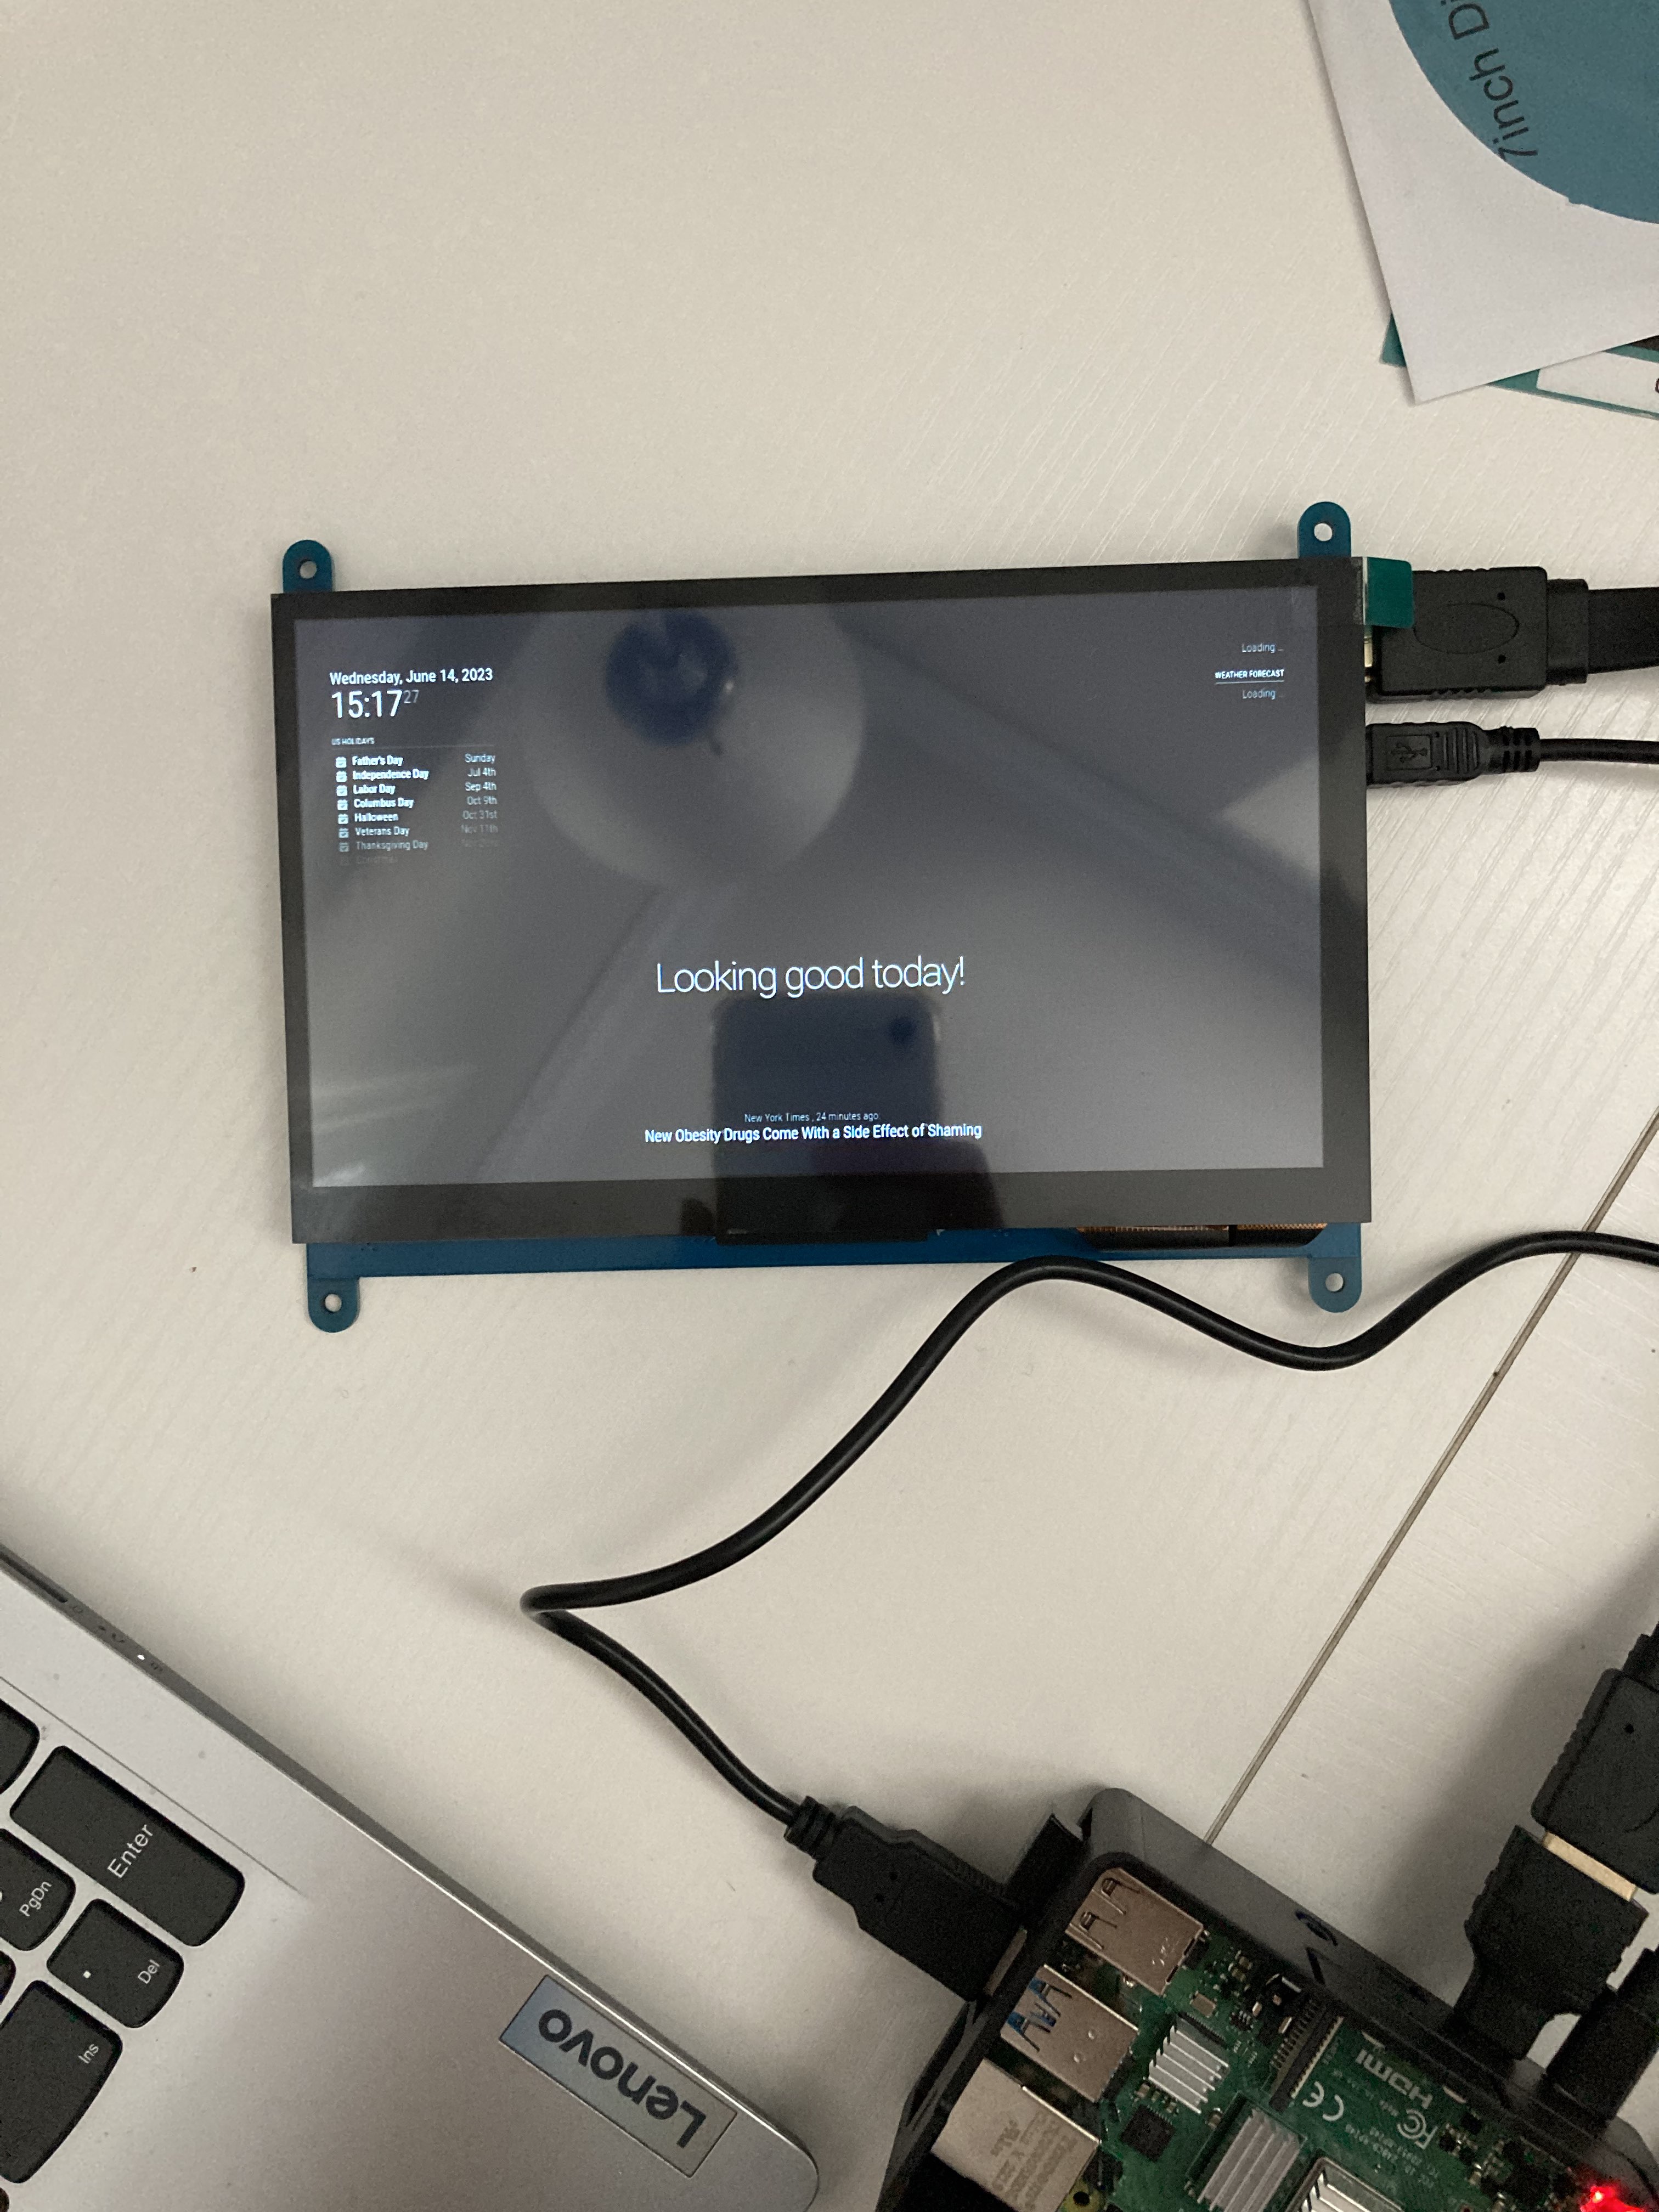 7inch Di
Wednesday, June 14, 2023
15:17 27
US HOLIDAYS
Father's Day Sunday
Independence Day Jul 4th
Labor Day Sep 4th
Columbus Day Oct 9th
Halloween Oct 31st
Veterans Day Nov 11th
Thanksgiving Day
Loading ...
WEATHER FORECAST
Loading ...
Looking good today!
New York Times, 24 minutes ago:
New Obesity Drugs Come With a Side Effect of Shaming
Enter
PgDn
.
Del
Ins
Lenovo
HDMI
FC CE